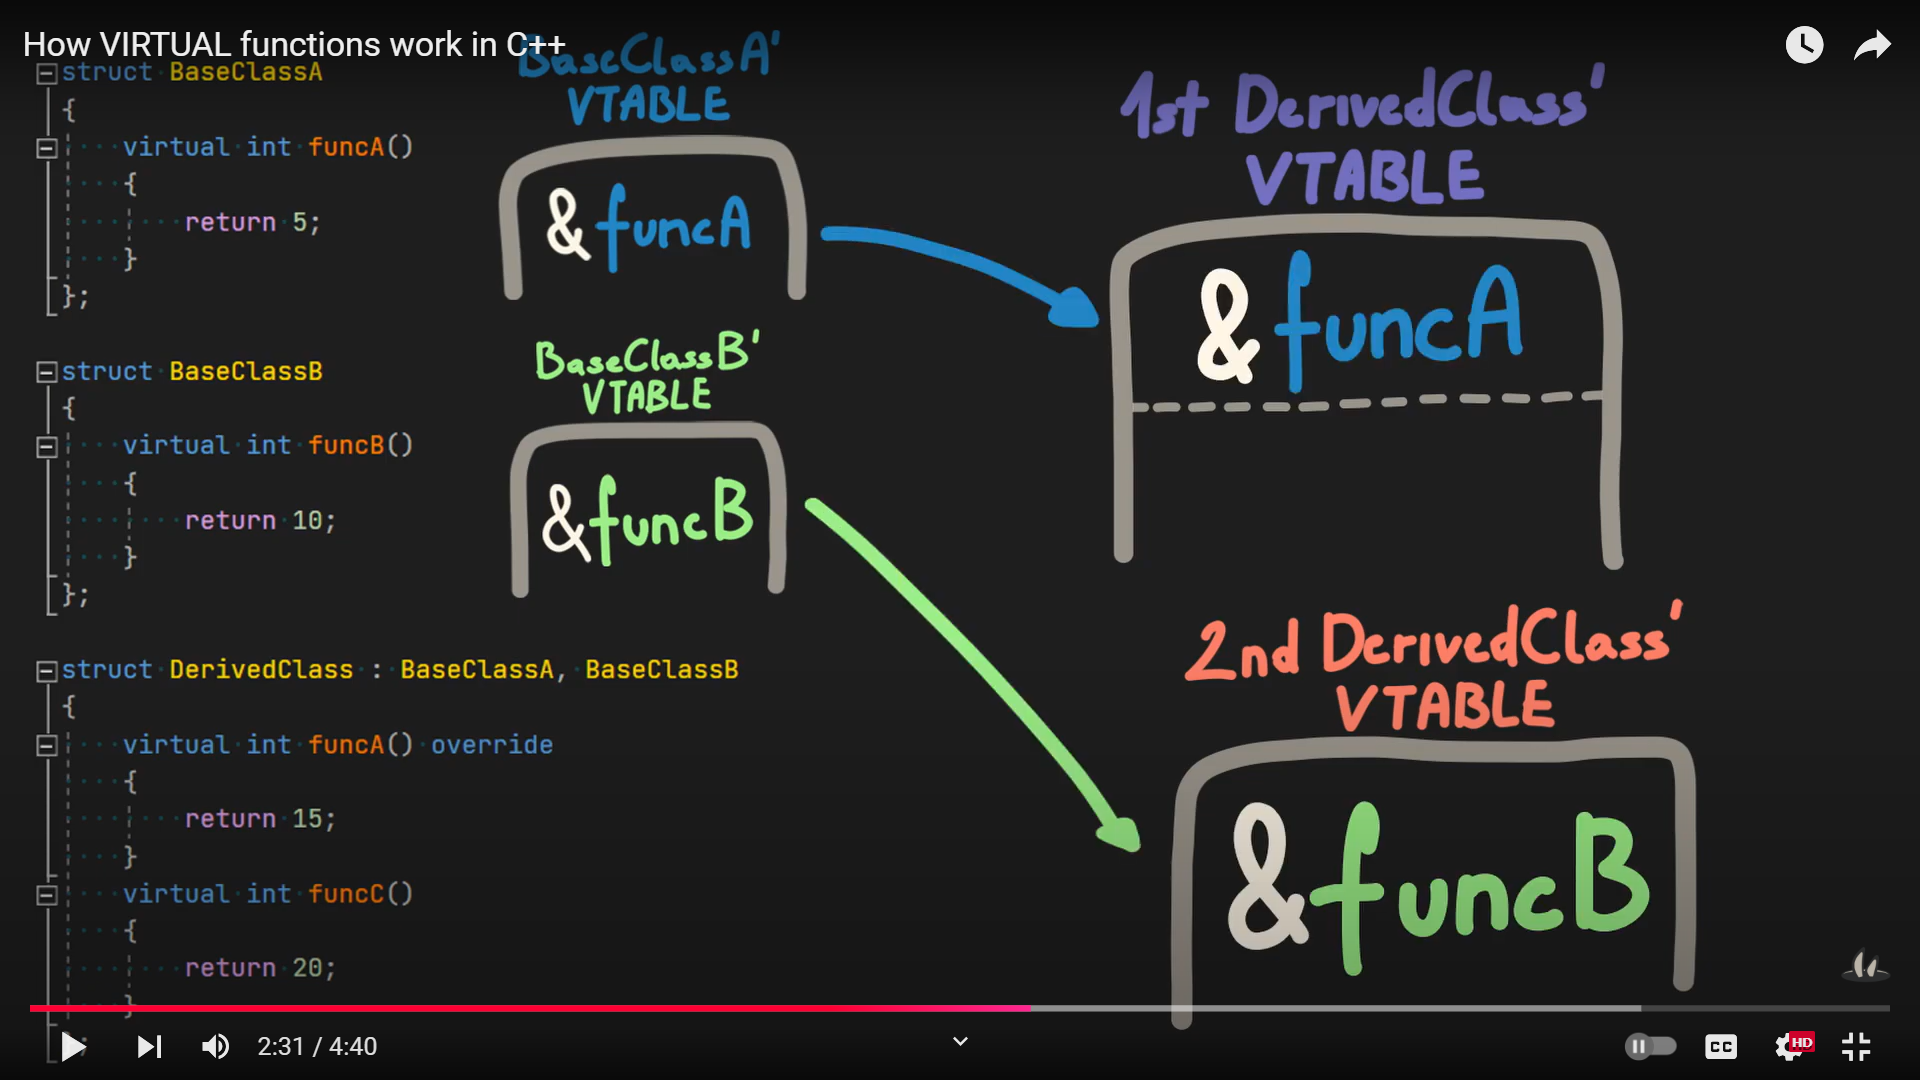 How VIRTUAL functions work in C++
struct BaseClassA
{
virtual int funcA()
{
return 5;
}
};
struct BaseClassB
{
virtual int funcB()
{
return 10;
}
};
struct DerivedClass : BaseClassA, BaseClassB
{
virtual int funcA() override
{
return 15;
}
virtual int funcC()
{
return 20;
}
};
BaseClassA'
VTABLE
&funcA
BaseClassB'
VTABLE
&funcB
1st DerivedClass'
VTABLE
&funcA
2nd DerivedClass'
VTABLE
&funcB
2:31 / 4:40
CC
HD